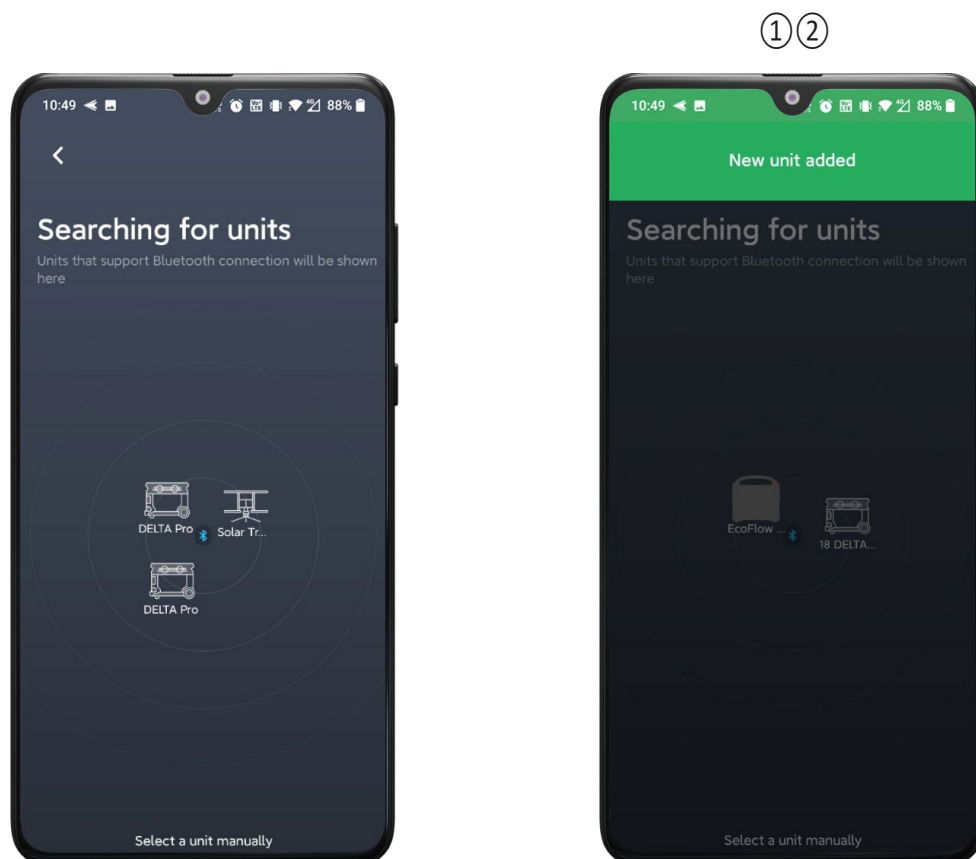 ①②
10:49 88%
Searching for units
Units that support Bluetooth connection will be shown
here
DELTA Pro
Solar Tr...
DELTA Pro
Select a unit manually
10:49 88%
New unit added
Searching for units
Units that support Bluetooth connection will be shown
here
EcoFlow ...
18 DELTA...
Select a unit manually